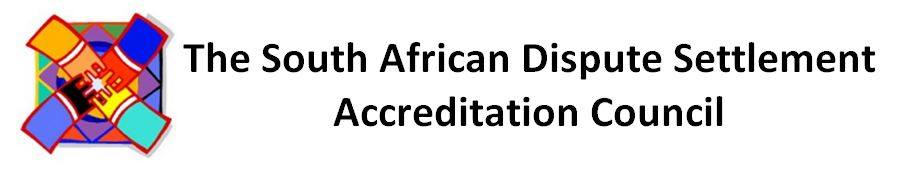 The South African Dispute Settlement
Accreditation Council